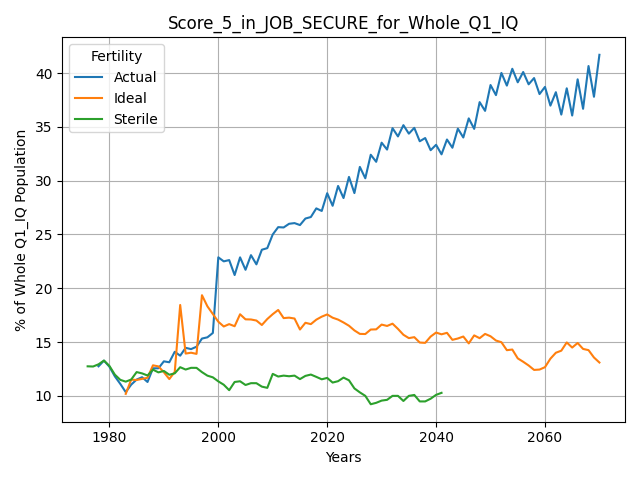 Score_5_in_JOB_SECURE_for_Whole_Q1_IQ
Fertility
Actual
Ideal
Sterile
% of Whole Q1_IQ Population
40
35
30
25
20
15
10
1980
2000
2020
2040
2060
Years